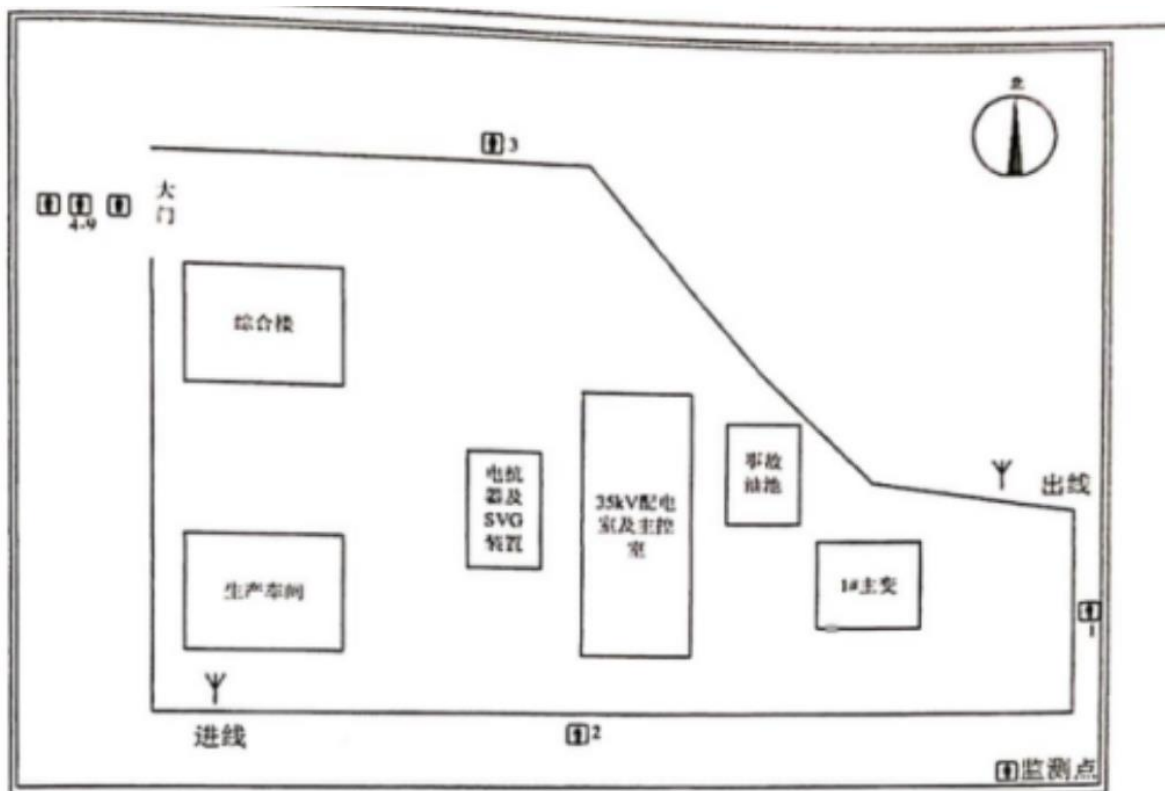 北
3
大
门
4-9
综合楼
电抗
器及
SVG
装置
35kV配电
室及主控
室
事故
油池
出线
1#主变
生产车间
1
进线
2
监测点